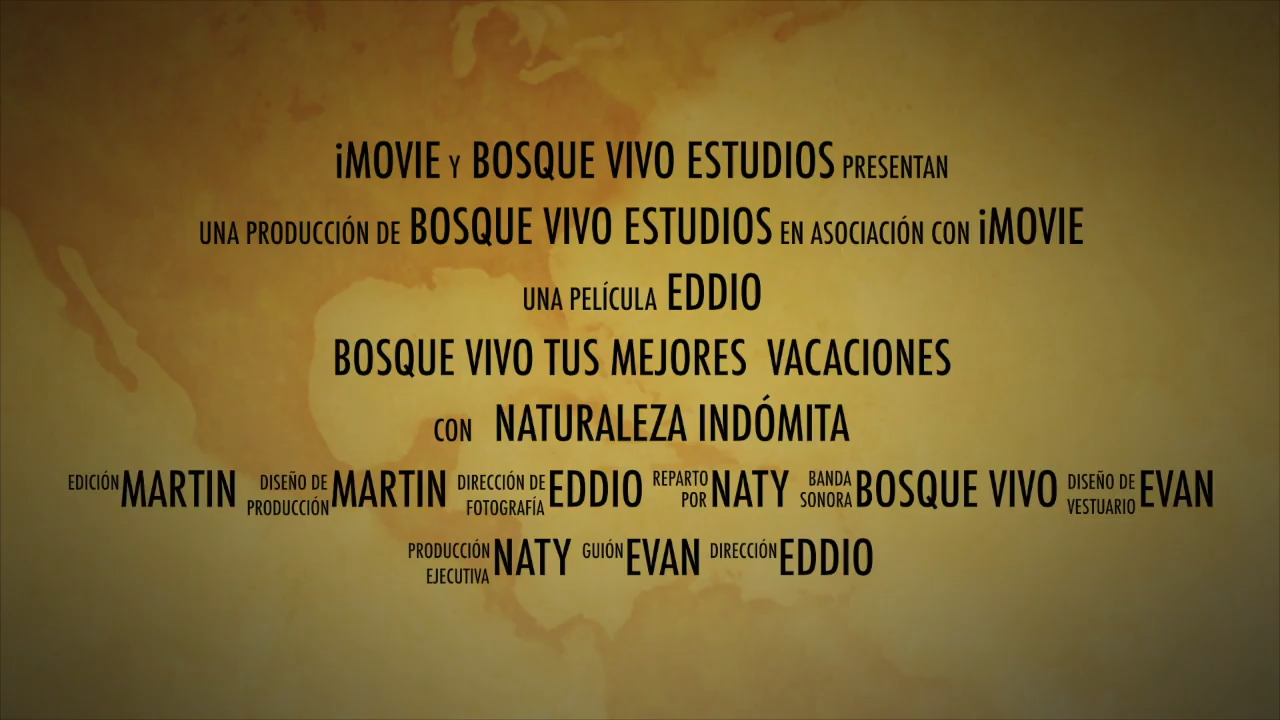 iMOVIE Y BOSQUE VIVO ESTUDIOS PRESENTAN
UNA PRODUCCIÓN DE BOSQUE VIVO ESTUDIOS EN ASOCIACIÓN CON iMOVIE
UNA PELÍCULA EDDIO
BOSQUE VIVO TUS MEJORES VACACIONES
CON NATURALEZA INDÓMITA
EDICIÓN MARTIN DISEÑO DE PRODUCCIÓN MARTIN DIRECCIÓN DE FOTOGRAFÍA EDDIO REPARTO POR NATY BANDA SONORA BOSQUE VIVO DISEÑO DE VESTUARIO EVAN
PRODUCCIÓN EJECUTIVA NATY GUIÓN EVAN DIRECCIÓN EDDIO